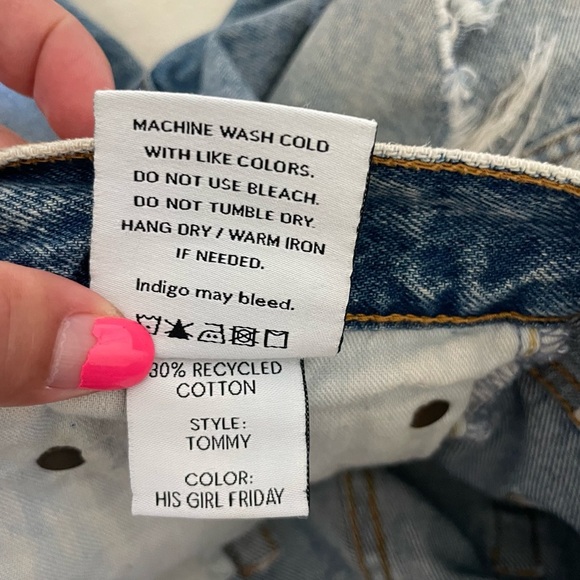 MACHINE WASH COLD
WITH LIKE COLORS.
DO NOT USE BLEACH.
DO NOT TUMBLE DRY.
HANG DRY / WARM IRON
IF NEEDED.
Indigo may bleed.
% RECYCLED
COTTON
STYLE:
TOMMY
COLOR:
HIS GIRL FRIDAY